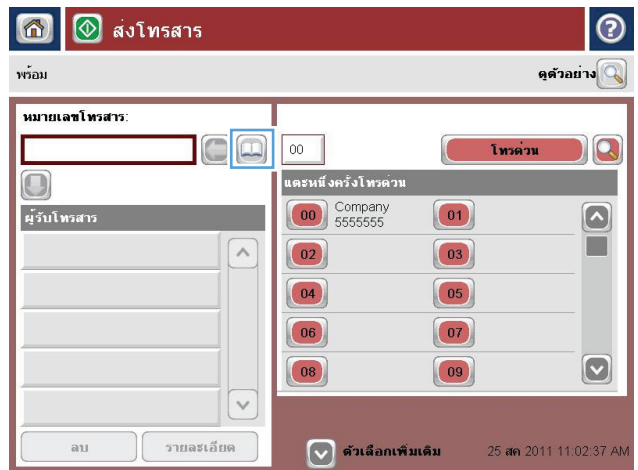 ส่งโทรสาร
พร้อม
ดูตัวอย่าง
หมายเลขโทรสาร:
00
โทรด่วน
แตะหนึ่งครั้งโทรด่วน
ผู้รับโทรสาร
00 Company 01
5555555
02 03
04 05
06 07
08 09
ลบ รายละเอียด
ตัวเลือกเพิ่มเติม
25 สค 2011 11:02:37 AM